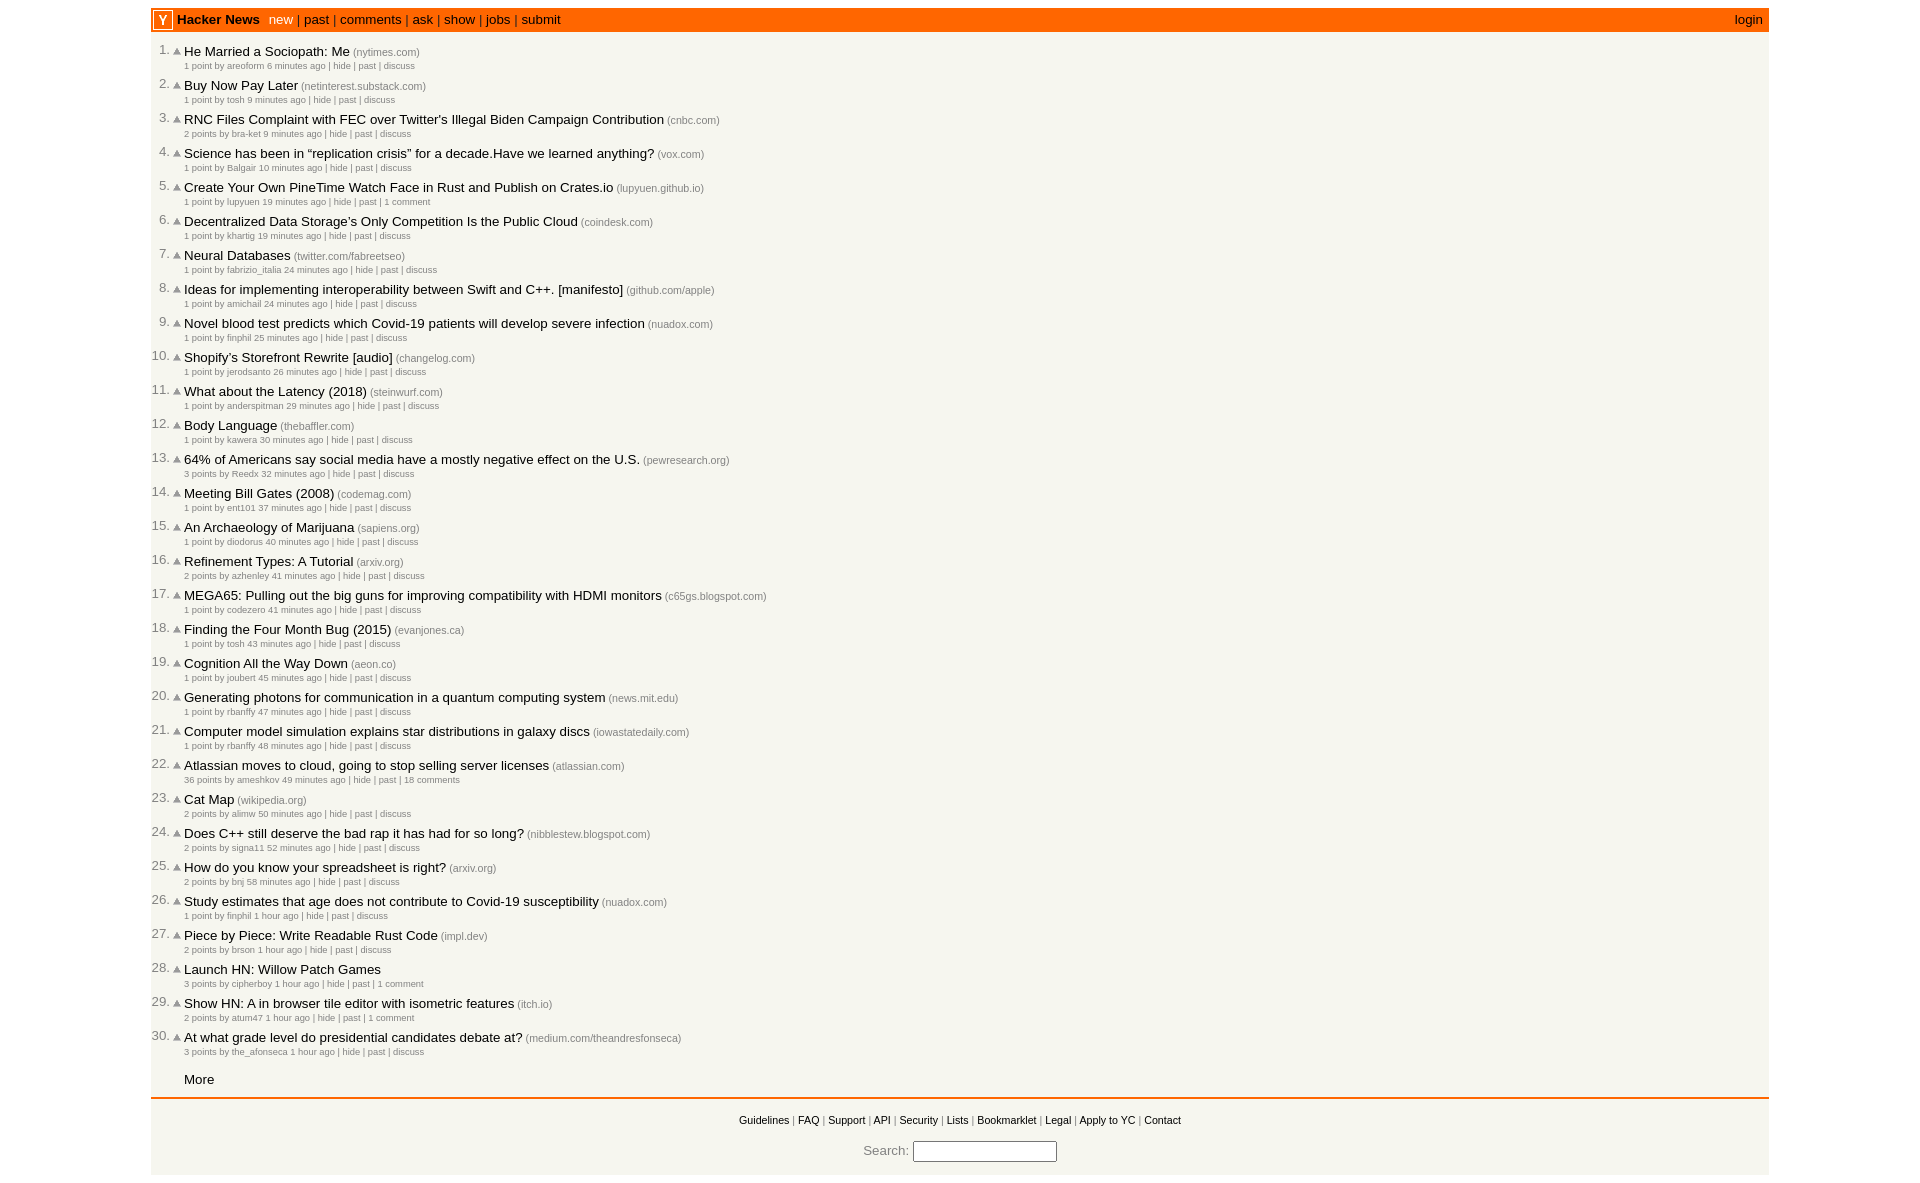 Y Hacker News new | past | comments | ask | show | jobs | submit login
1. He Married a Sociopath: Me (nytimes.com)
1 point by areoform 6 minutes ago | hide | past | discuss
2. Buy Now Pay Later (netinterest.substack.com)
1 point by tosh 9 minutes ago | hide | past | discuss
3. RNC Files Complaint with FEC over Twitter's Illegal Biden Campaign Contribution (cnbc.com)
2 points by bra-ket 9 minutes ago | hide | past | discuss
4. Science has been in “replication crisis” for a decade.Have we learned anything? (vox.com)
1 point by Balgair 10 minutes ago | hide | past | discuss
5. Create Your Own PineTime Watch Face in Rust and Publish on Crates.io (lupyuen.github.io)
1 point by lupyuen 19 minutes ago | hide | past | 1 comment
6. Decentralized Data Storage’s Only Competition Is the Public Cloud (coindesk.com)
1 point by khartig 19 minutes ago | hide | past | discuss
7. Neural Databases (twitter.com/fabreetseo)
1 point by fabrizio_italia 24 minutes ago | hide | past | discuss
8. Ideas for implementing interoperability between Swift and C++. [manifesto] (github.com/apple)
1 point by amichail 24 minutes ago | hide | past | discuss
9. Novel blood test predicts which Covid-19 patients will develop severe infection (nuadox.com)
1 point by finphil 25 minutes ago | hide | past | discuss
10. Shopify’s Storefront Rewrite [audio] (changelog.com)
1 point by jerodsanto 26 minutes ago | hide | past | discuss
11. What about the Latency (2018) (steinwurf.com)
1 point by anderspitman 29 minutes ago | hide | past | discuss
12. Body Language (thebaffler.com)
1 point by kawera 30 minutes ago | hide | past | discuss
13. 64% of Americans say social media have a mostly negative effect on the U.S. (pewresearch.org)
3 points by Reedx 32 minutes ago | hide | past | discuss
14. Meeting Bill Gates (2008) (codemag.com)
1 point by ent101 37 minutes ago | hide | past | discuss
15. An Archaeology of Marijuana (sapiens.org)
1 point by diodorus 40 minutes ago | hide | past | discuss
16. Refinement Types: A Tutorial (arxiv.org)
2 points by azhenley 41 minutes ago | hide | past | discuss
17. MEGA65: Pulling out the big guns for improving compatibility with HDMI monitors (c65gs.blogspot.com)
1 point by codezero 41 minutes ago | hide | past | discuss
18. Finding the Four Month Bug (2015) (evanjones.ca)
1 point by tosh 43 minutes ago | hide | past | discuss
19. Cognition All the Way Down (aeon.co)
1 point by joubert 45 minutes ago | hide | past | discuss
20. Generating photons for communication in a quantum computing system (news.mit.edu)
1 point by rbanffy 47 minutes ago | hide | past | discuss
21. Computer model simulation explains star distributions in galaxy discs (iowastatedaily.com)
1 point by rbanffy 48 minutes ago | hide | past | discuss
22. Atlassian moves to cloud, going to stop selling server licenses (atlassian.com)
36 points by ameshkov 49 minutes ago | hide | past | 18 comments
23. Cat Map (wikipedia.org)
2 points by alimw 50 minutes ago | hide | past | discuss
24. Does C++ still deserve the bad rap it has had for so long? (nibblestew.blogspot.com)
2 points by signa11 52 minutes ago | hide | past | discuss
25. How do you know your spreadsheet is right? (arxiv.org)
2 points by bnj 58 minutes ago | hide | past | discuss
26. Study estimates that age does not contribute to Covid-19 susceptibility (nuadox.com)
1 point by finphil 1 hour ago | hide | past | discuss
27. Piece by Piece: Write Readable Rust Code (impl.dev)
2 points by brson 1 hour ago | hide | past | discuss
28. Launch HN: Willow Patch Games
3 points by cipherboy 1 hour ago | hide | past | 1 comment
29. Show HN: A in browser tile editor with isometric features (itch.io)
2 points by atum47 1 hour ago | hide | past | 1 comment
30. At what grade level do presidential candidates debate at? (medium.com/theandresfonseca)
3 points by the_afonseca 1 hour ago | hide | past | discuss
More
Guidelines | FAQ | Support | API | Security | Lists | Bookmarklet | Legal | Apply to YC | Contact
Search: